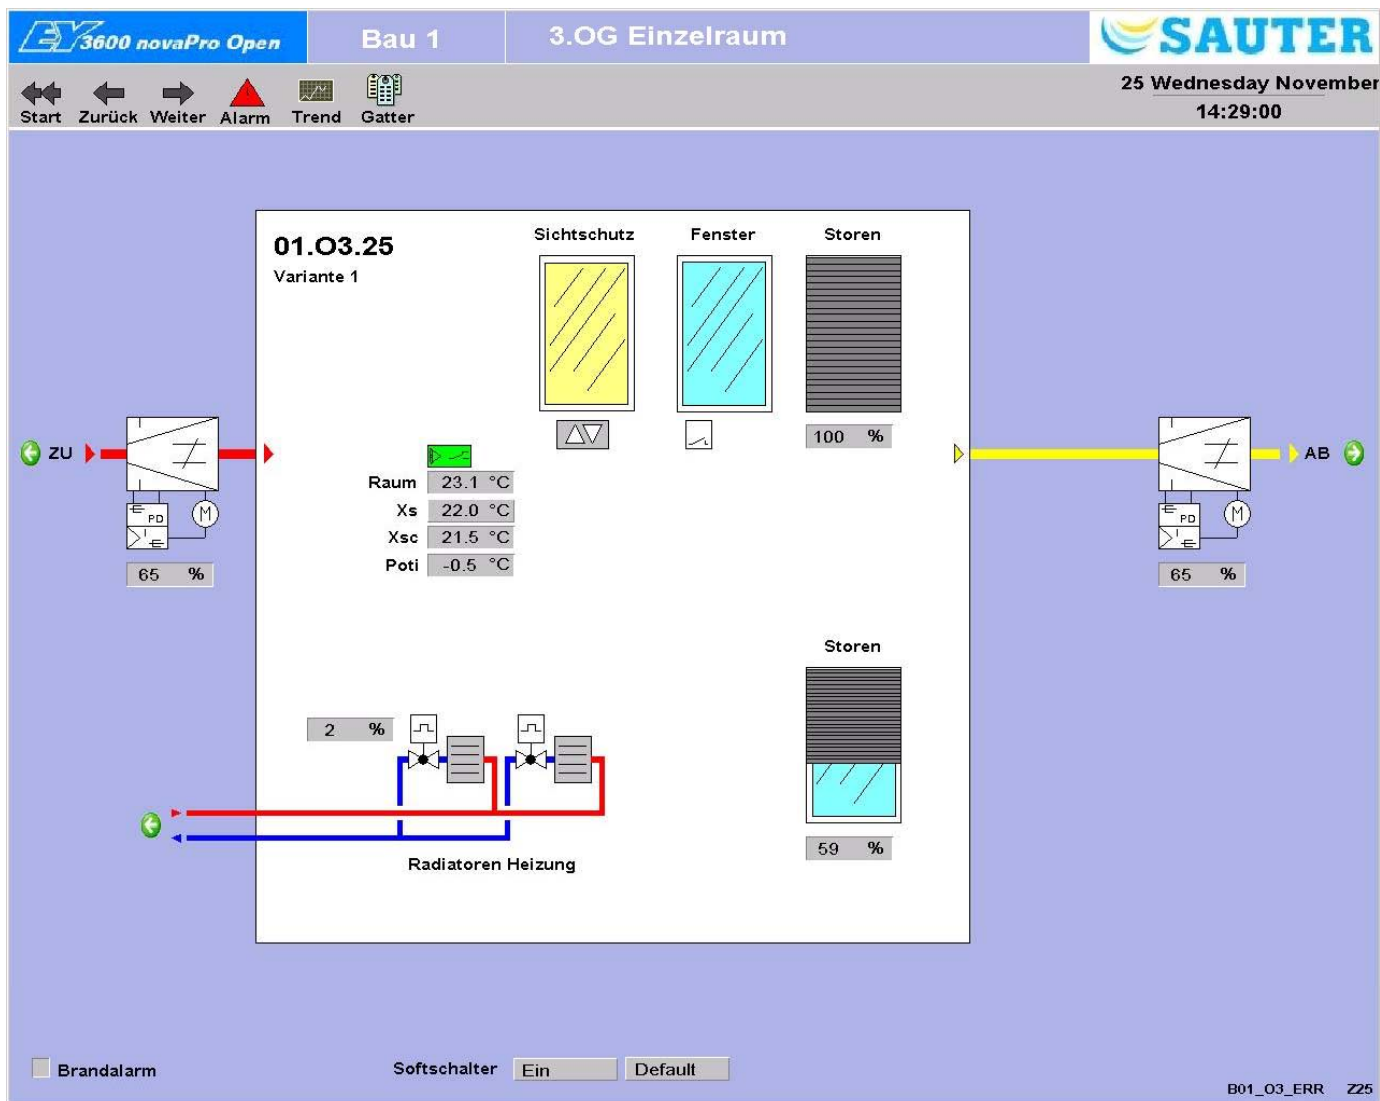 EY3600 novaPro Open
Bau 1
3.OG Einzelraum
SAUTER
Start Zurück Weiter Alarm Trend Gatter
25 Wednesday November
14:29:00
01.O3.25
Variante 1
Sichtschutz Fenster Storen
100 %
ZU
AB
Raum 23.1 °C
Xs 22.0 °C
Xsc 21.5 °C
Poti -0.5 °C
PD M
65 %
PD M
65 %
Storen
2 %
59 %
Radiatoren Heizung
Brandalarm
Softschalter Ein Default
B01_O3_ERR Z25